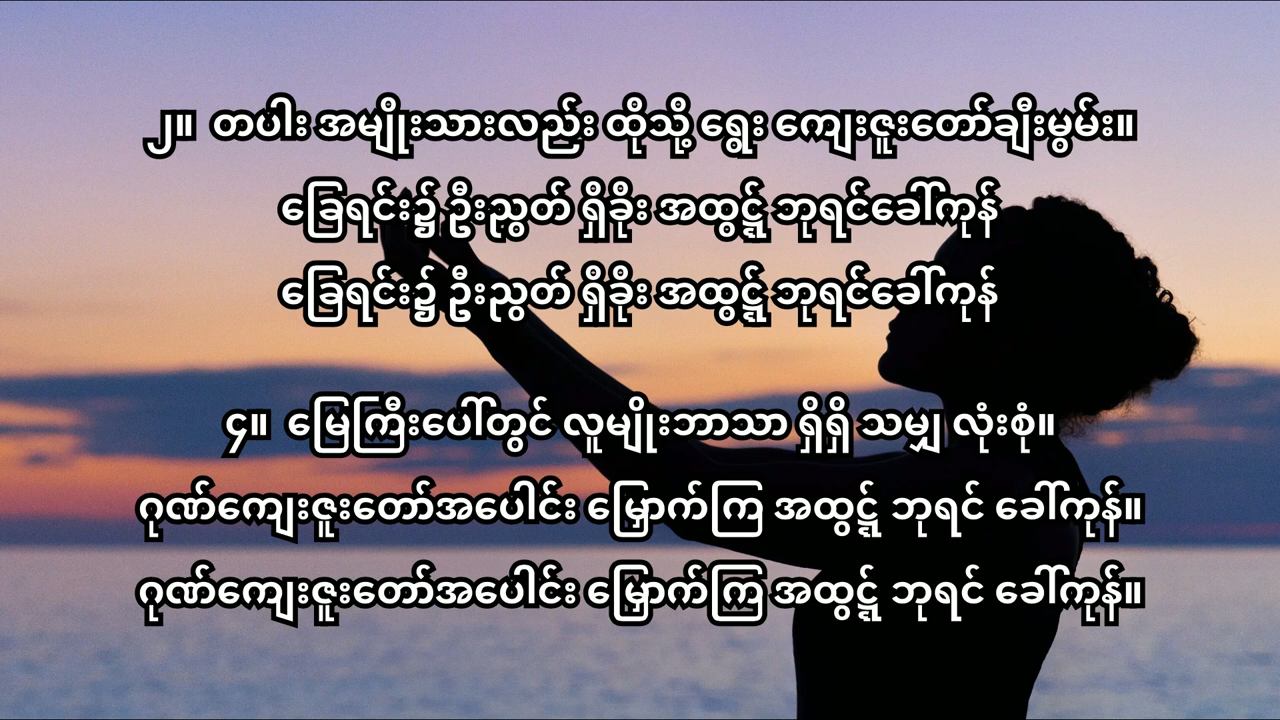 ၂။ တပါး အမျိုးသားလည်း ထိုသို့ ရွေး ကျေးဇူးတော်ချီးမွမ်း။
ခြေရင်း၌ ဦးညွတ် ရှိခိုး အထွဋ်ဋ် ဘုရင်ခေါ်ကုန်
ခြေရင်း၌ ဦးညွတ် ရှိခိုး အထွဋ်ဋ် ဘုရင်ခေါ်ကုန်
၄။ မြေကြီးပေါ်တွင် လူမျိုးဘာသာ ရှိရှိ သမျှ လုံးစုံ။
ဂုဏ်ကျေးဇူးတော်အပေါင်း မြှောက်ကြ အထွဋ်ဋ် ဘုရင် ခေါ်ကုန်။
ဂုဏ်ကျေးဇူးတော်အပေါင်း မြှောက်ကြ အထွဋ်ဋ် ဘုရင် ခေါ်ကုန်။